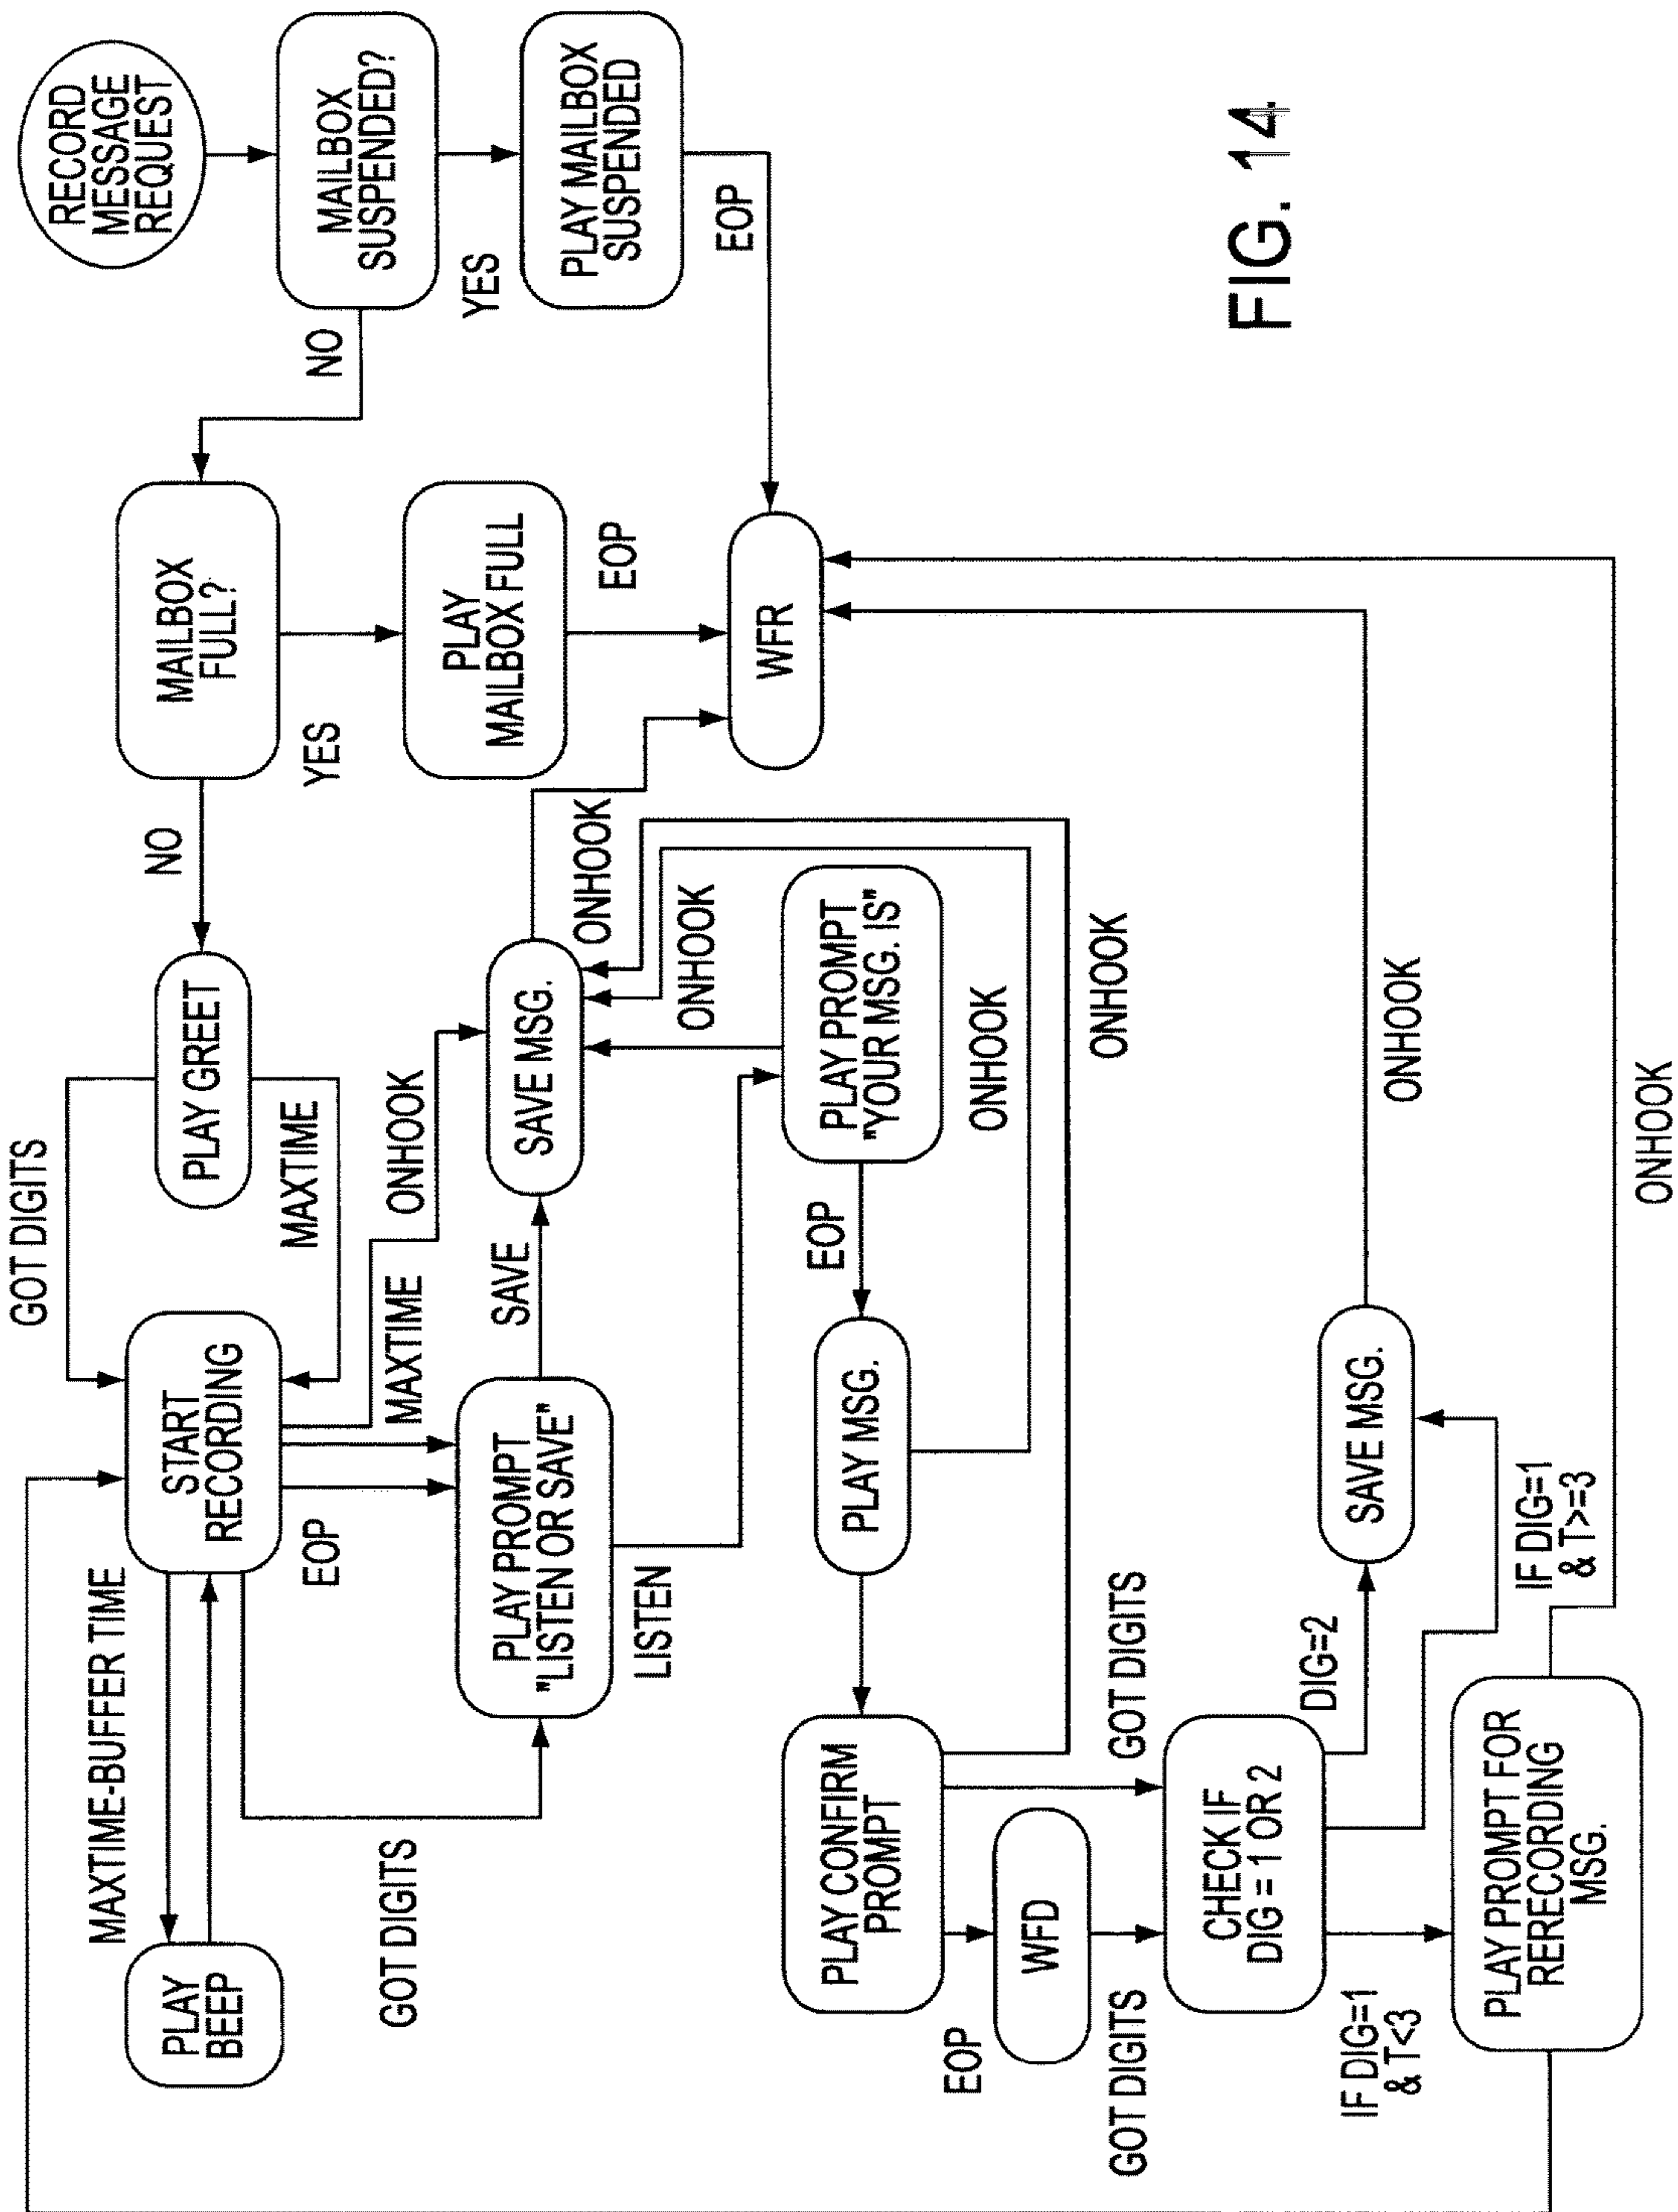 RECORD
MESSAGE
REQUEST
MAILBOX
SUSPENDED?
YES
PLAY MAILBOX
SUSPENDED
EOP
NO
MAILBOX
FULL?
YES
PLAY
MAILBOX FULL
EOP
WFR
NO
PLAY GREET
GOT DIGITS
MAXTIME
START
RECORDING
MAXTIME-BUFFER TIME
PLAY
BEEP
GOT DIGITS
EOP
MAXTIME
ONHOOK
PLAY PROMPT
"LISTEN OR SAVE"
SAVE
SAVE MSG.
ONHOOK
LISTEN
PLAY PROMPT
"YOUR MSG. IS"
ONHOOK
EOP
PLAY MSG.
ONHOOK
PLAY CONFIRM
PROMPT
ONHOOK
EOP
WFD
GOT DIGITS
GOT DIGITS
CHECK IF
DIG = 1 OR 2
DIG=2
SAVE MSG.
ONHOOK
IF DIG=1
& T>=3
IF DIG=1
& T<3
PLAY PROMPT FOR
RERECORDING
MSG.
ONHOOK
FIG. 14